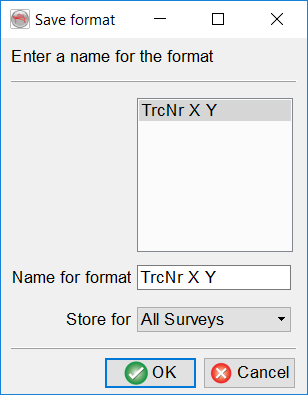 Save format
Enter a name for the format
TrcNr X Y
Name for format TrcNr X Y
Store for All Surveys
OK Cancel